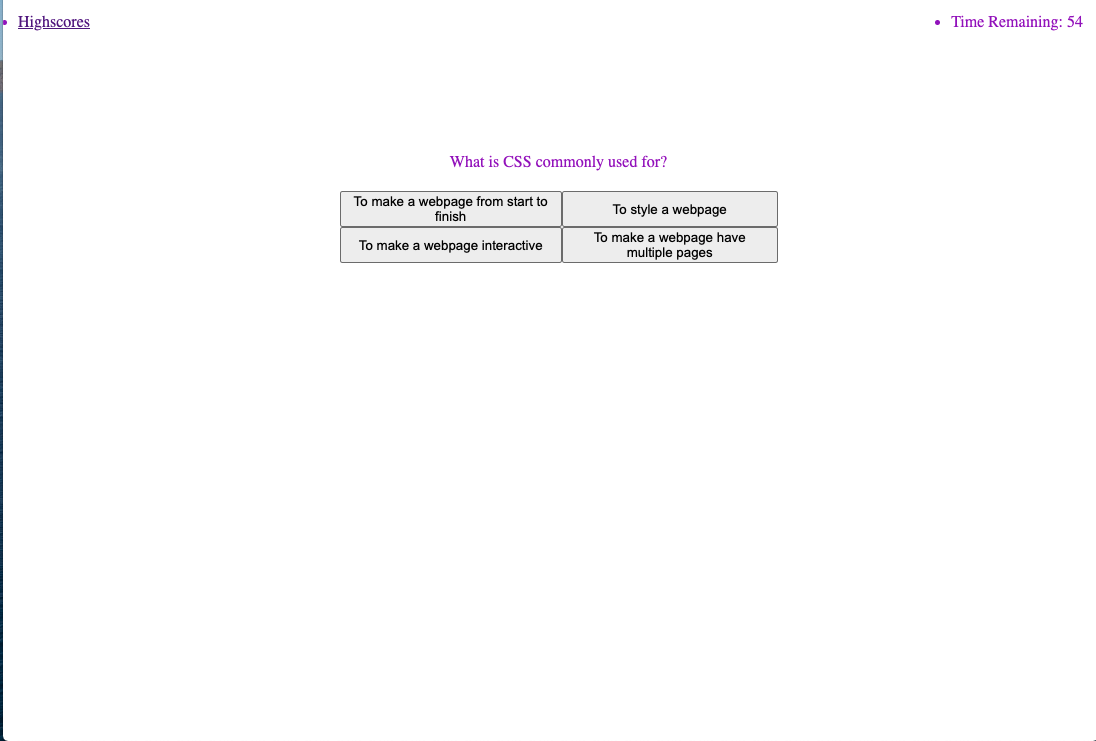 Highscores
Time Remaining: 54
What is CSS commonly used for?
To make a webpage from start to
finish
To style a webpage
To make a webpage interactive
To make a webpage have
multiple pages